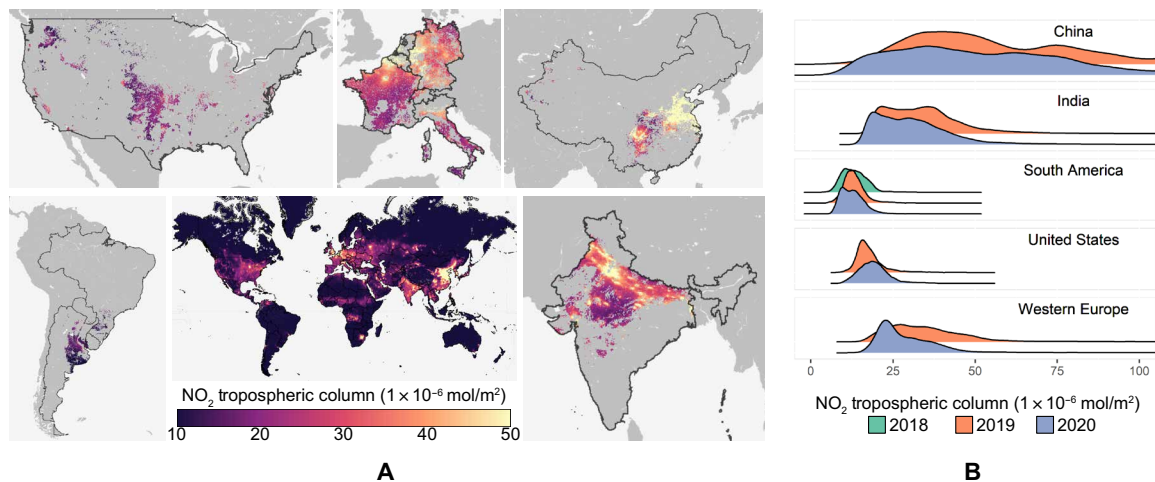 NO₂ tropospheric column (1 × 10⁻⁶ mol/m²)
10 20 30 40 50
A
China
India
South America
United States
Western Europe
0 25 50 75 100
NO₂ tropospheric column (1 × 10⁻⁶ mol/m²)
2018 2019 2020
B